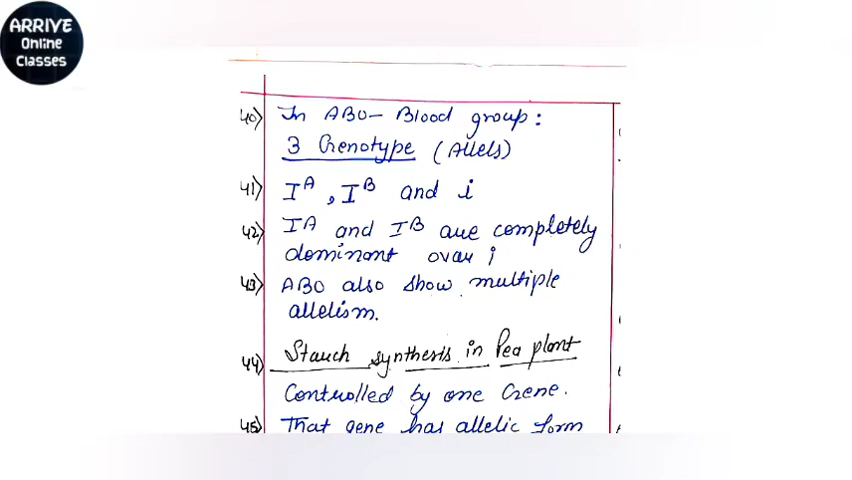 ARRIVE
Online
Classes
40) In ABO- Blood group:
3 Genotype (Allels)
41) I^A, I^B and i
42) I^A and I^B are completely
dominant over i
43) ABO also show multiple
allelism.
44) Starch synthesis in Pea plant
Controlled by one Gene.
45) That gene has allelic form